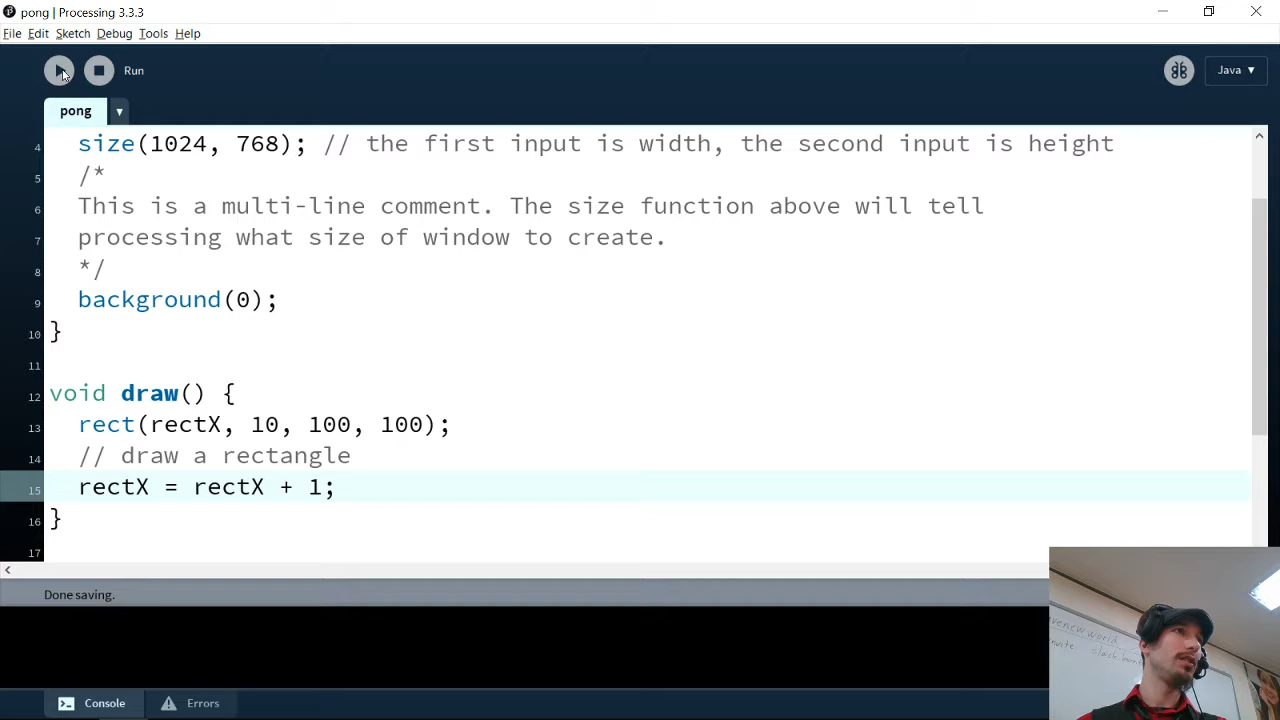 pong | Processing 3.3.3
File Edit Sketch Debug Tools Help
Run
Java ▼
pong ▼
4 size(1024, 768); // the first input is width, the second input is height
5 /*
6 This is a multi-line comment. The size function above will tell
7 processing what size of window to create.
8 */
9 background(0);
10 }
11
12 void draw() {
13 rect(rectX, 10, 100, 100);
14 // draw a rectangle
15 rectX = rectX + 1;
16 }
17
Done saving.
Console Errors